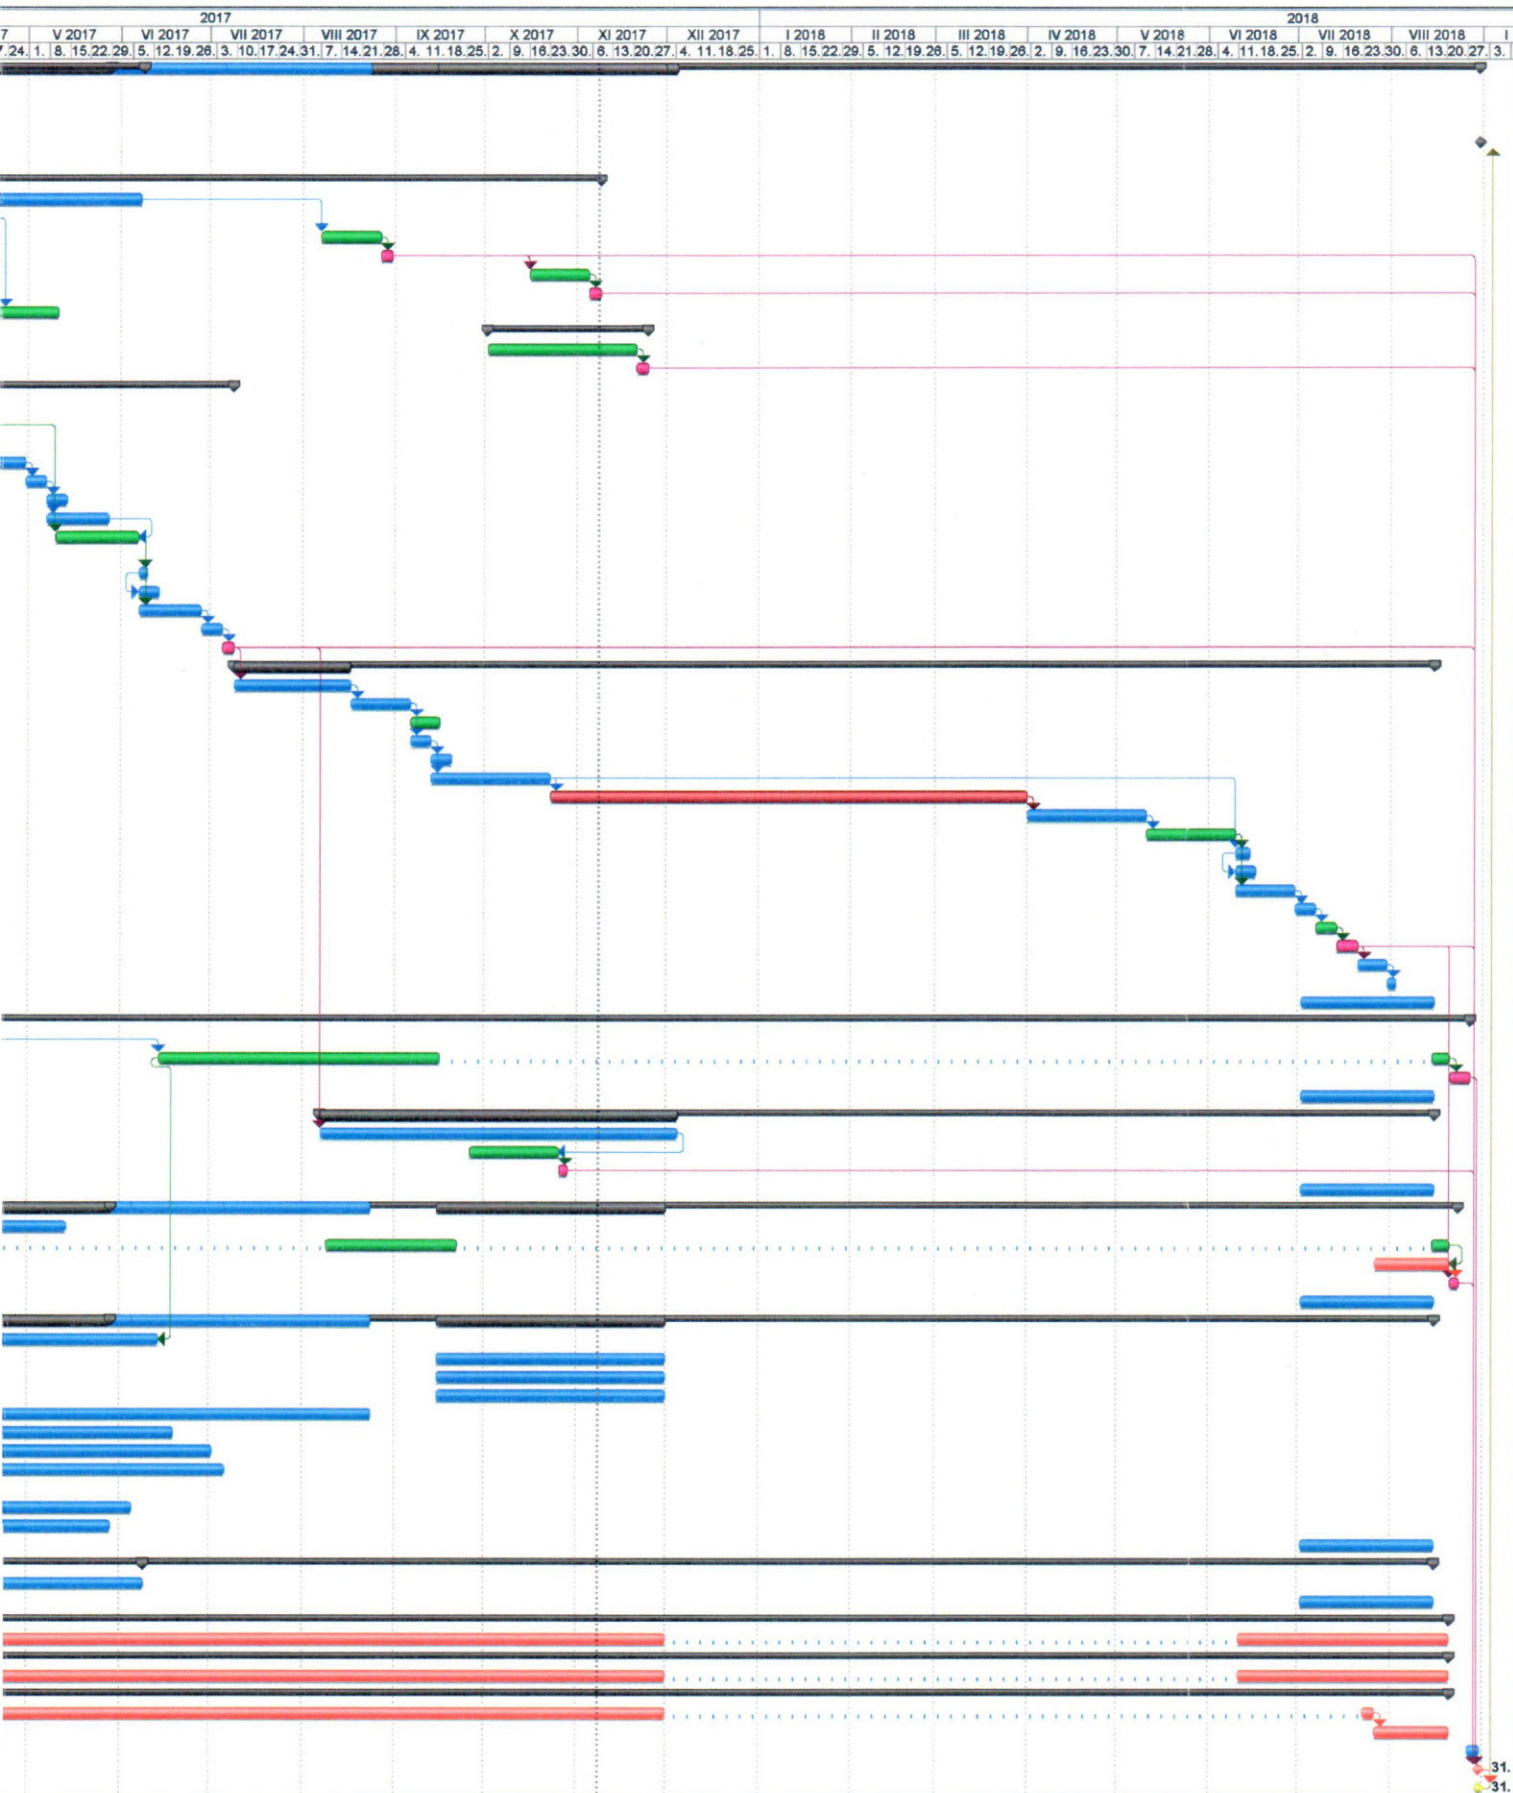 2017 2018
7 V 2017 VI 2017 VII 2017 VIII 2017 IX 2017 X 2017 XI 2017 XII 2017 I 2018 II 2018 III 2018 IV 2018 V 2018 VI 2018 VII 2018 VIII 2018 I
7. 24. 1. 8. 15. 22. 29. 5. 12. 19. 26. 3. 10. 17. 24. 31. 7. 14. 21. 28. 4. 11. 18. 25. 2. 9. 16. 23. 30. 6. 13. 20. 27. 4. 11. 18. 25. 1. 8. 15. 22. 29. 5. 12. 19. 26. 5. 12. 19. 26. 2. 9. 16. 23. 30. 7. 14. 21. 28. 4. 11. 18. 25. 2. 9. 16. 23. 30. 6. 13. 20. 27. 3.
31.
31.